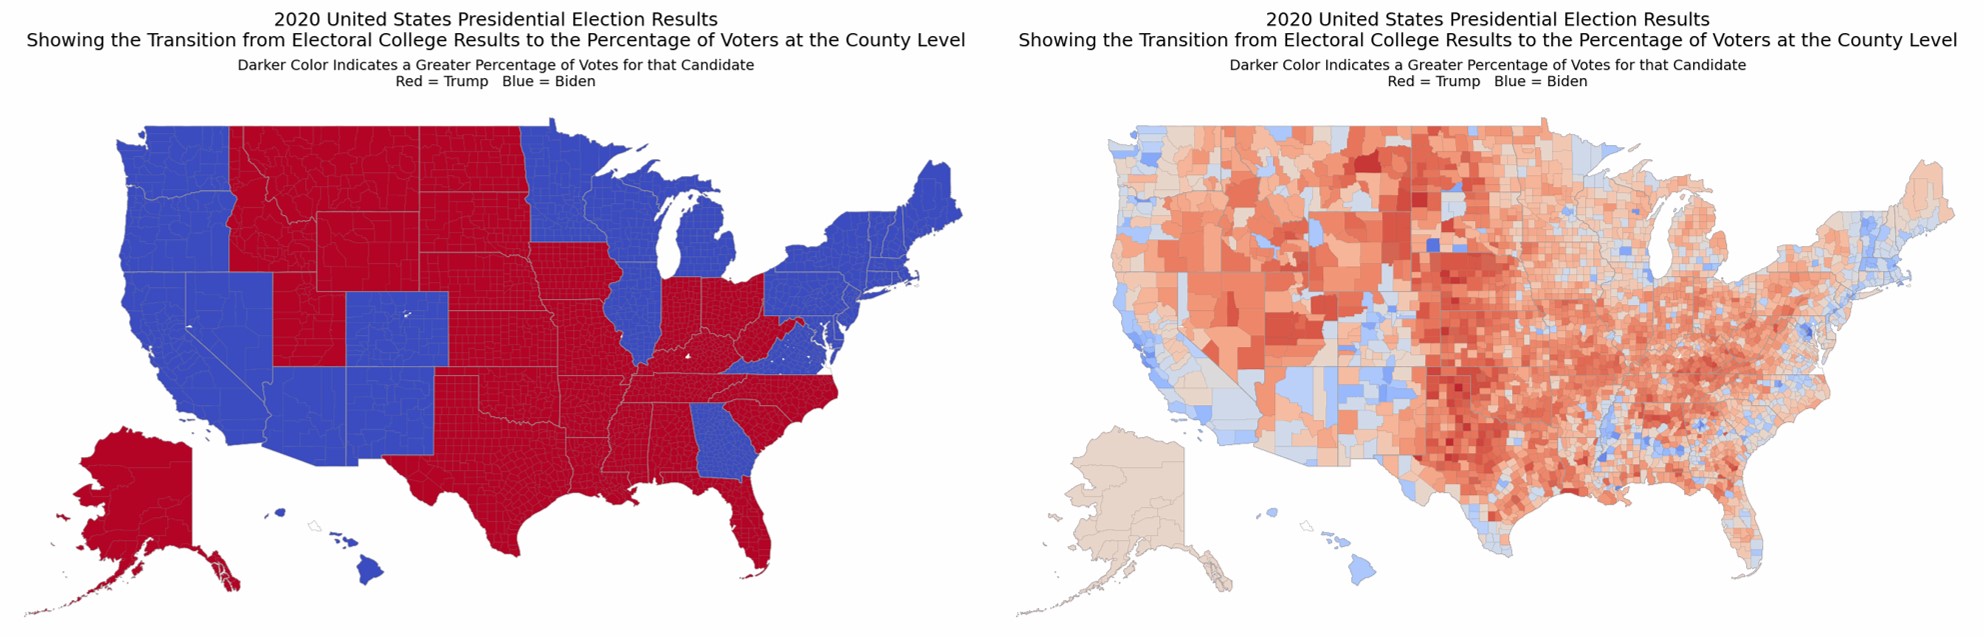 2020 United States Presidential Election Results
Showing the Transition from Electoral College Results to the Percentage of Voters at the County Level
Darker Color Indicates a Greater Percentage of Votes for that Candidate
Red = Trump   Blue = Biden
2020 United States Presidential Election Results
Showing the Transition from Electoral College Results to the Percentage of Voters at the County Level
Darker Color Indicates a Greater Percentage of Votes for that Candidate
Red = Trump   Blue = Biden